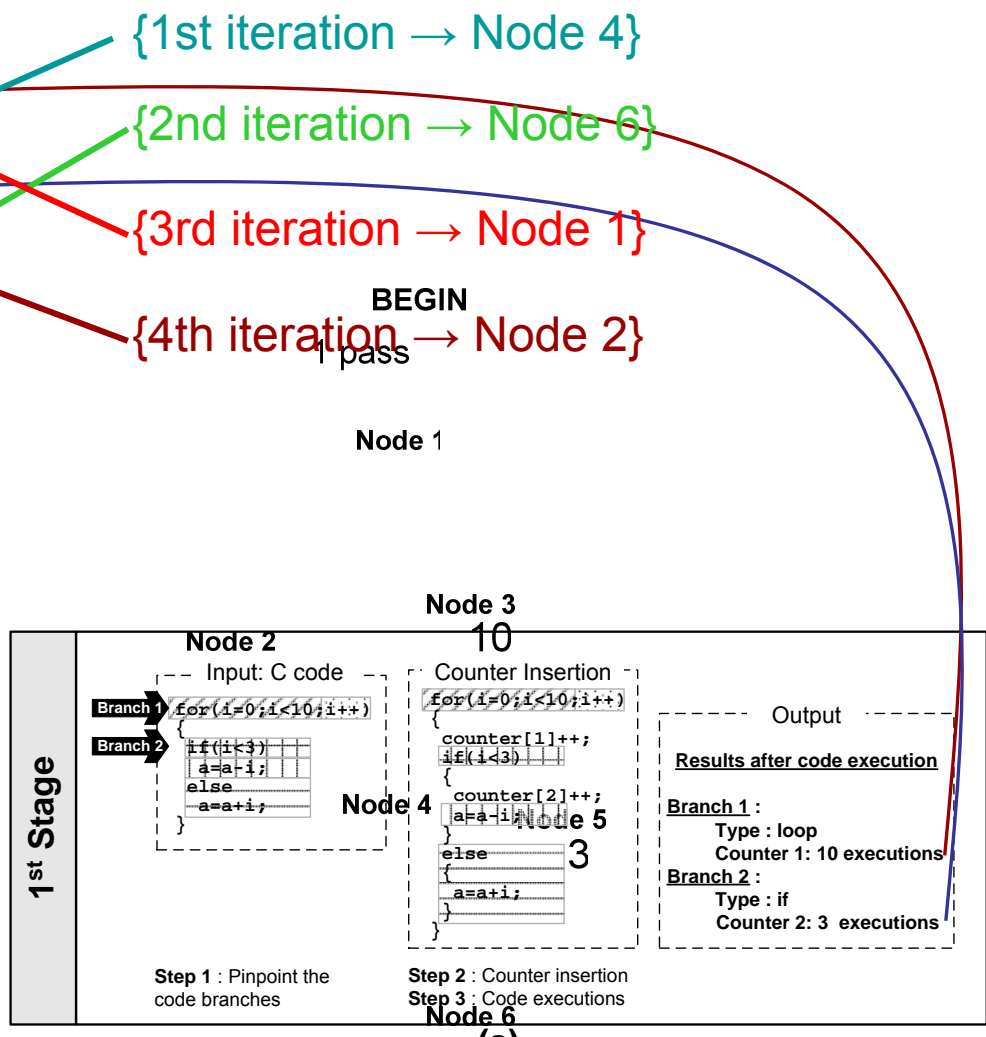 {1st iteration → Node 4}
{2nd iteration → Node 6}
{3rd iteration → Node 1}
BEGIN
{4th iteration → Node 2}
1 pass
Node 1
Node 3
10
Node 2
1st Stage
Input: C code
Branch 1
for(i=0;i<10;i++)
{
Branch 2
if(i<3)
a=a-i;
else
a=a+i;
}
Node 4
Counter Insertion
for(i=0;i<10;i++)
{
counter[1]++;
if(i<3)
{
counter[2]++;
a=a-i;
Node 5
}
3
else
{
a=a+i;
}
}
Output
Results after code execution
Branch 1 :
Type : loop
Counter 1: 10 executions
Branch 2 :
Type : if
Counter 2: 3 executions
Step 1 : Pinpoint the
code branches
Step 2 : Counter insertion
Step 3 : Code executions
Node 6